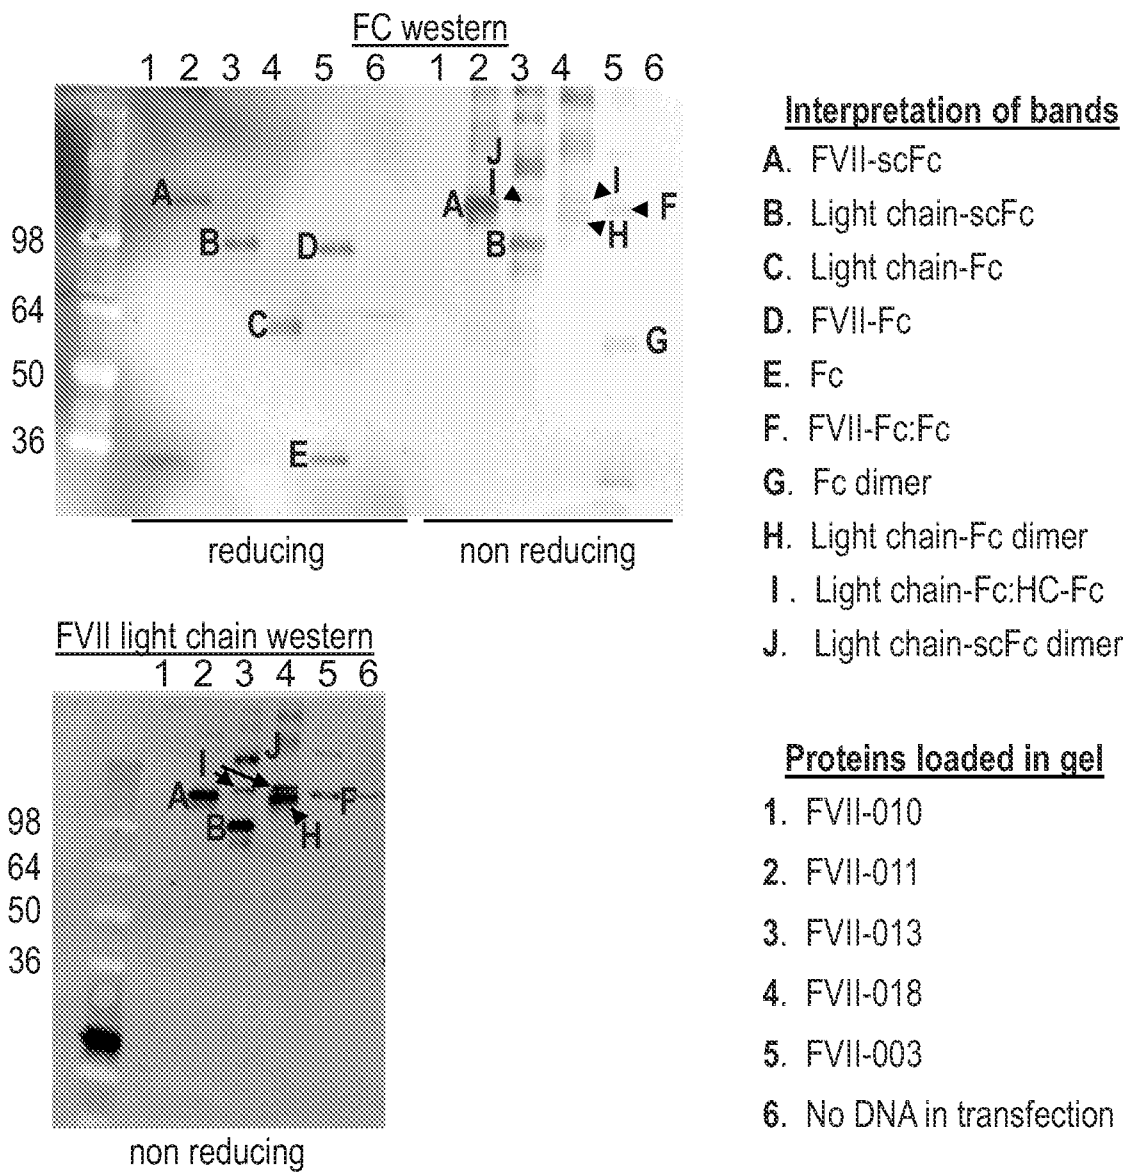 FC western
1 2 3 4 5 6 1 2 3 4 5 6
J
I I
A A F
98 B D B H
64 C
G
50
36 E
reducing non reducing
FVII light chain western
1 2 3 4 5 6
I J
A F
98 B H
64
50
36
non reducing
Interpretation of bands
A. FVII-scFc
B. Light chain-scFc
C. Light chain-Fc
D. FVII-Fc
E. Fc
F. FVII-Fc:Fc
G. Fc dimer
H. Light chain-Fc dimer
I. Light chain-Fc:HC-Fc
J. Light chain-scFc dimer
Proteins loaded in gel
1. FVII-010
2. FVII-011
3. FVII-013
4. FVII-018
5. FVII-003
6. No DNA in transfection